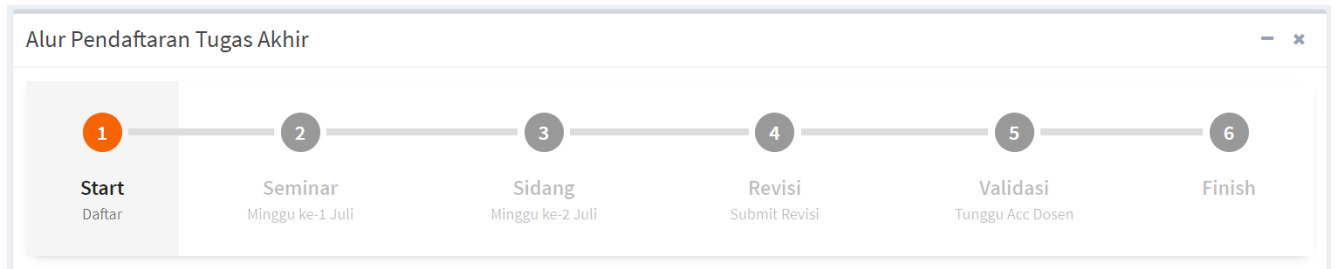 Alur Pendaftaran Tugas Akhir
1 2 3 4 5 6
Start Seminar Sidang Revisi Validasi Finish
Daftar Minggu ke-1 Juli Minggu ke-2 Juli Submit Revisi Tunggu Acc Dosen